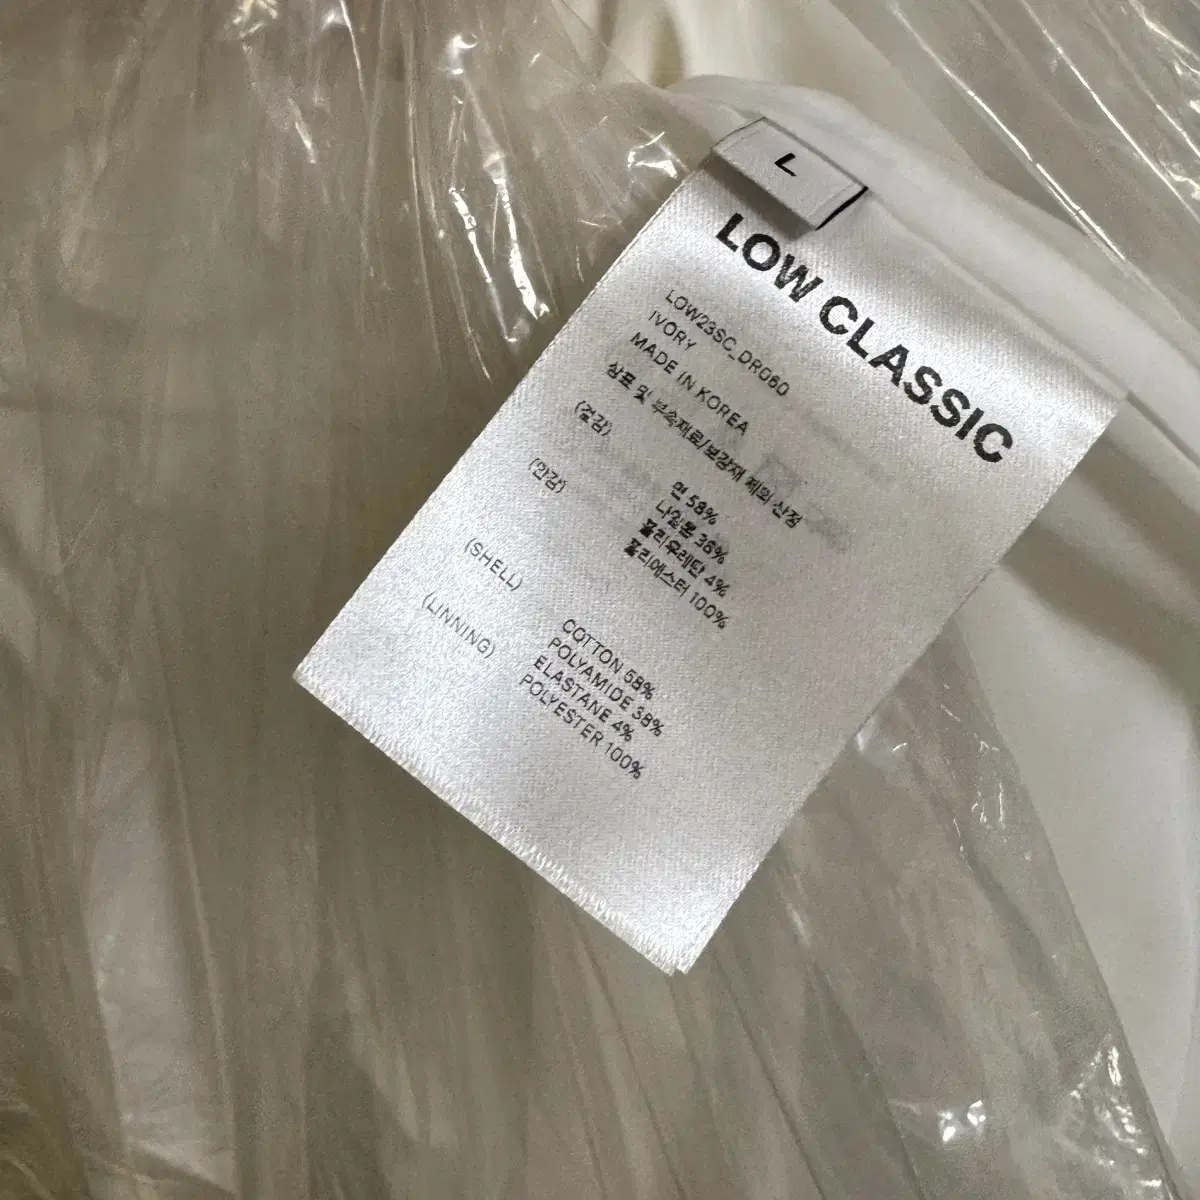 L
LOW CLASSIC
LOW23SC_DR060
IVORY
MADE IN KOREA
상표 및 부속재료/보강재 제외 산정
(겉감) 면 58%
나일론 38%
폴리우레탄 4%
(안감) 폴리에스터 100%
(SHELL) COTTON 58%
POLYAMIDE 38%
ELASTANE 4%
(LINNING) POLYESTER 100%